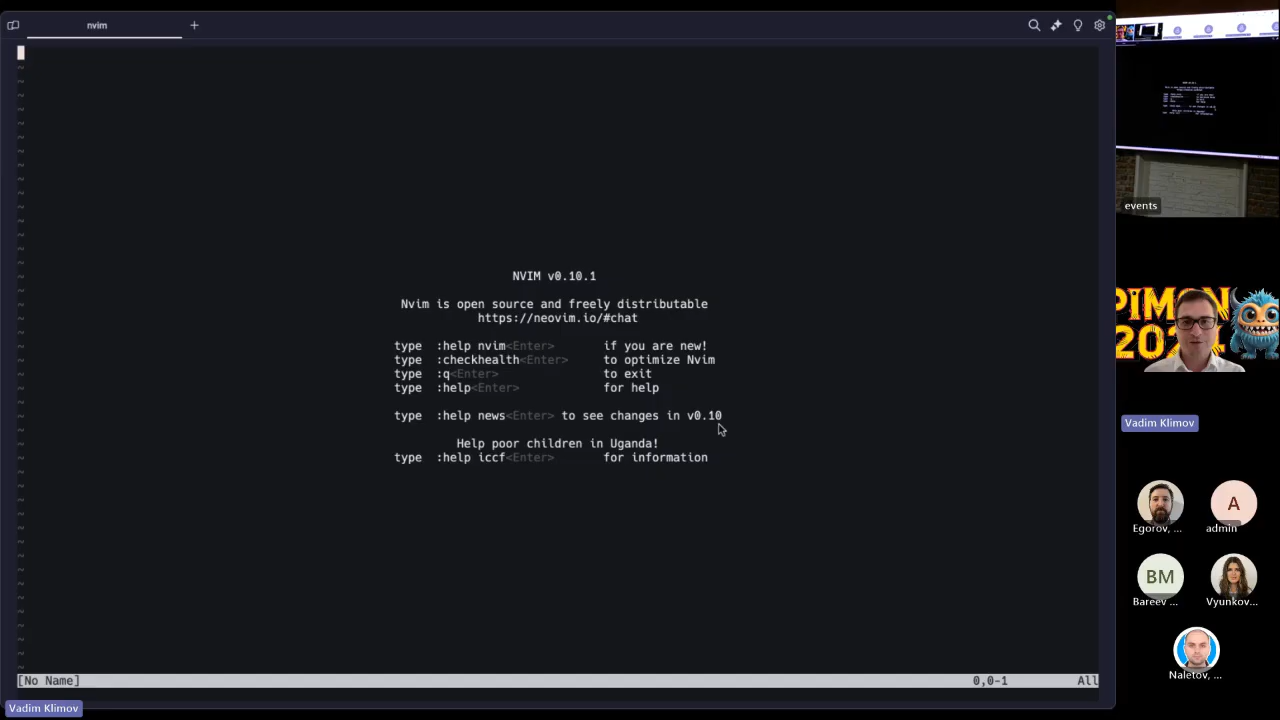 nvim
NVIM v0.10.1
Nvim is open source and freely distributable
https://neovim.io/#chat
type :help nvim<Enter> if you are new!
type :checkhealth<Enter> to optimize Nvim
type :q<Enter> to exit
type :help<Enter> for help
type :help news<Enter> to see changes in v0.10
Help poor children in Uganda!
type :help iccf<Enter> for information
[No Name] 0,0-1 All
Vadim Klimov
events
PIMON
2024
Vadim Klimov
Egorov, ...
A
admin
BM
Bareev ...
Vyunkov...
Naletov, ...